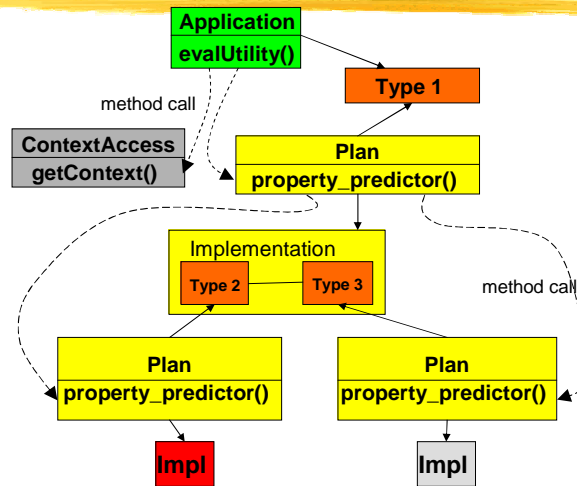 Application
evalUtility()
Type 1
method call
ContextAccess
getContext()
Plan
property_predictor()
Implementation
Type 2
Type 3
method call
Plan
property_predictor()
Plan
property_predictor()
Impl
Impl